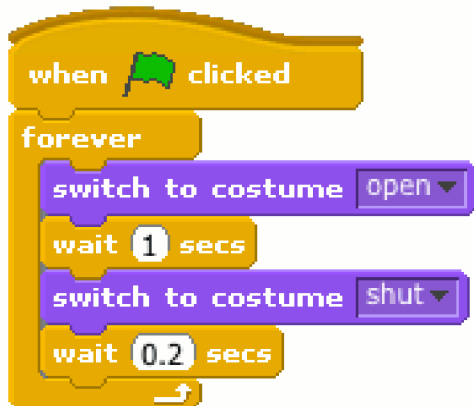 when clicked
forever
switch to costume open
wait 1 secs
switch to costume shut
wait 0.2 secs